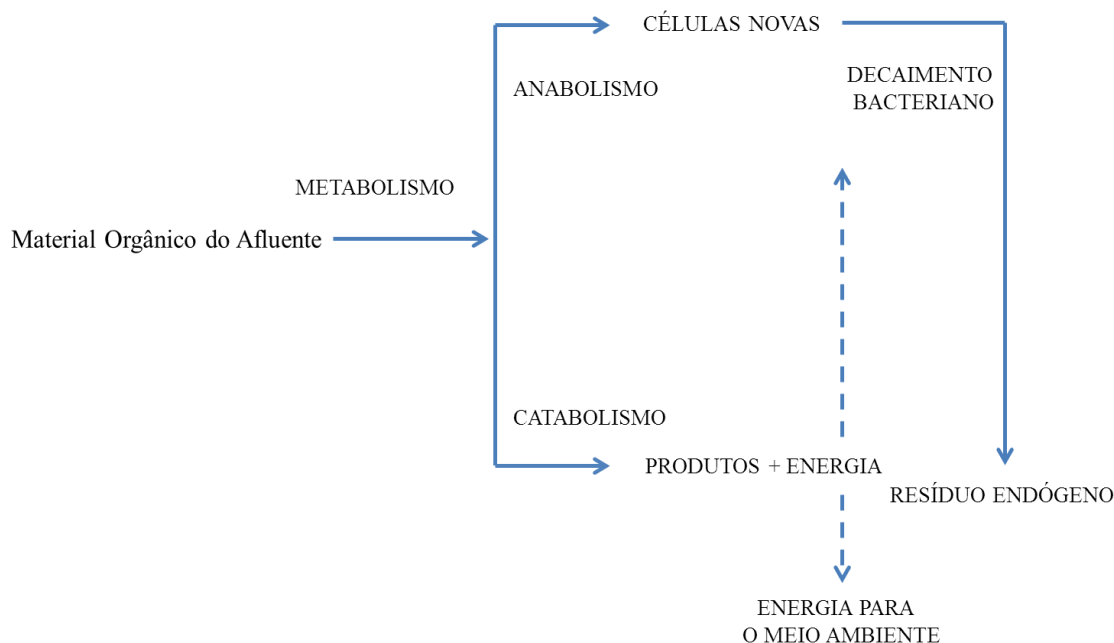 CÉLULAS NOVAS
DECAIMENTO
BACTERIANO
ANABOLISMO
METABOLISMO
Material Orgânico do Afluente
CATABOLISMO
PRODUTOS + ENERGIA
RESÍDUO ENDÓGENO
ENERGIA PARA
O MEIO AMBIENTE